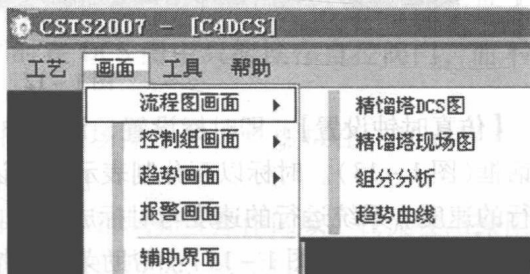 CSTS2007 - [C4DCS]
工艺 画面 工具 帮助
流程图画面
控制组画面
趋势画面
报警画面
辅助界面
精馏塔DCS图
精馏塔现场图
组分分析
趋势曲线